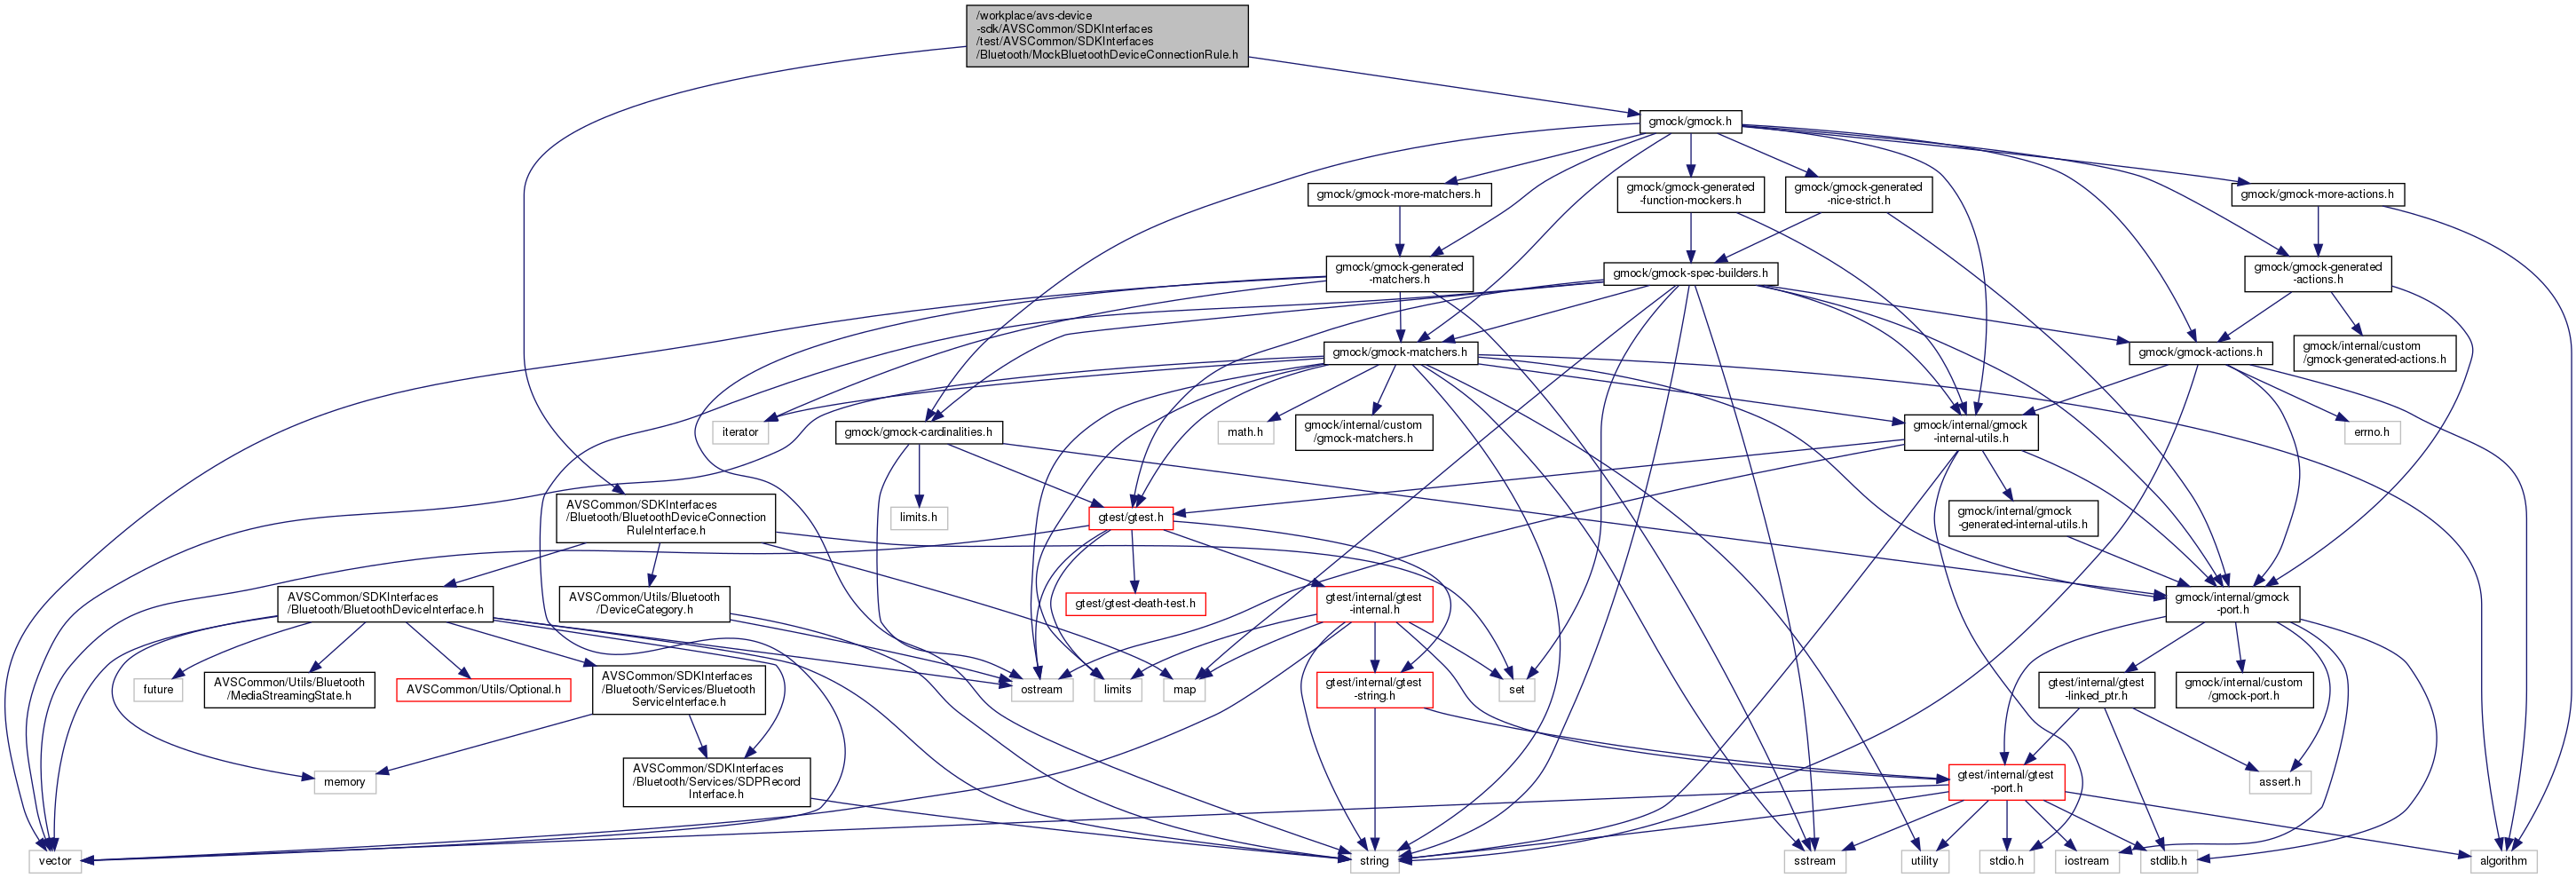 /workplace/avs-device
-sdk/AVSCommon/SDKInterfaces
/test/AVSCommon/SDKInterfaces
/Bluetooth/MockBluetoothDeviceConnectionRule.h
gmock/gmock.h
gmock/gmock-more-matchers.h
gmock/gmock-generated
-function-mockers.h
gmock/gmock-generated
-nice-strict.h
gmock/gmock-more-actions.h
gmock/gmock-generated
-matchers.h
gmock/gmock-spec-builders.h
gmock/gmock-generated
-actions.h
gmock/gmock-matchers.h
gmock/gmock-actions.h
gmock/internal/custom
/gmock-generated-actions.h
iterator
gmock/gmock-cardinalities.h
math.h
gmock/internal/custom
/gmock-matchers.h
gmock/internal/gmock
-internal-utils.h
errno.h
AVSCommon/SDKInterfaces
/Bluetooth/BluetoothDeviceConnection
RuleInterface.h
limits.h
gtest/gtest.h
gmock/internal/gmock
-generated-internal-utils.h
AVSCommon/SDKInterfaces
/Bluetooth/BluetoothDeviceInterface.h
AVSCommon/Utils/Bluetooth
/DeviceCategory.h
gtest/gtest-death-test.h
gtest/internal/gtest
-internal.h
gmock/internal/gmock
-port.h
future
AVSCommon/Utils/Bluetooth
/MediaStreamingState.h
AVSCommon/Utils/Optional.h
AVSCommon/SDKInterfaces
/Bluetooth/Services/Bluetooth
ServiceInterface.h
ostream
limits
map
gtest/internal/gtest
-string.h
set
gtest/internal/gtest
-linked_ptr.h
gmock/internal/custom
/gmock-port.h
memory
AVSCommon/SDKInterfaces
/Bluetooth/Services/SDPRecord
Interface.h
gtest/internal/gtest
-port.h
assert.h
vector
string
sstream
utility
stdio.h
iostream
stdlib.h
algorithm